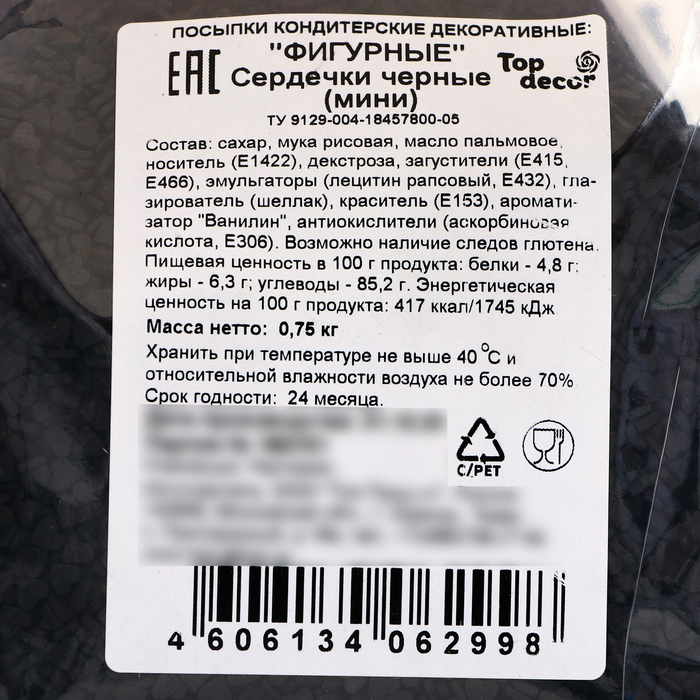 ПОСЫПКИ КОНДИТЕРСКИЕ ДЕКОРАТИВНЫЕ:
"ФИГУРНЫЕ"
EAC
Сердечки черные
Top decor
(мини)
ТУ 9129-004-18457800-05
Состав: сахар, мука рисовая, масло пальмовое,
носитель (Е1422), декстроза, загустители (Е415,
Е466), эмульгаторы (лецитин рапсовый, Е432), гла-
зирователь (шеллак), краситель (Е153), аромати-
затор "Ванилин", антиокислители (аскорбиновая
кислота, Е306). Возможно наличие следов глютена.
Пищевая ценность в 100 г продукта: белки - 4,8 г;
жиры - 6,3 г; углеводы - 85,2 г. Энергетическая
ценность на 100 г продукта: 417 ккал/1745 кДж
Масса нетто: 0,75 кг
Хранить при температуре не выше 40 °С и
относительной влажности воздуха не более 70%
Срок годности: 24 месяца.
C/PET
4 606134 062998